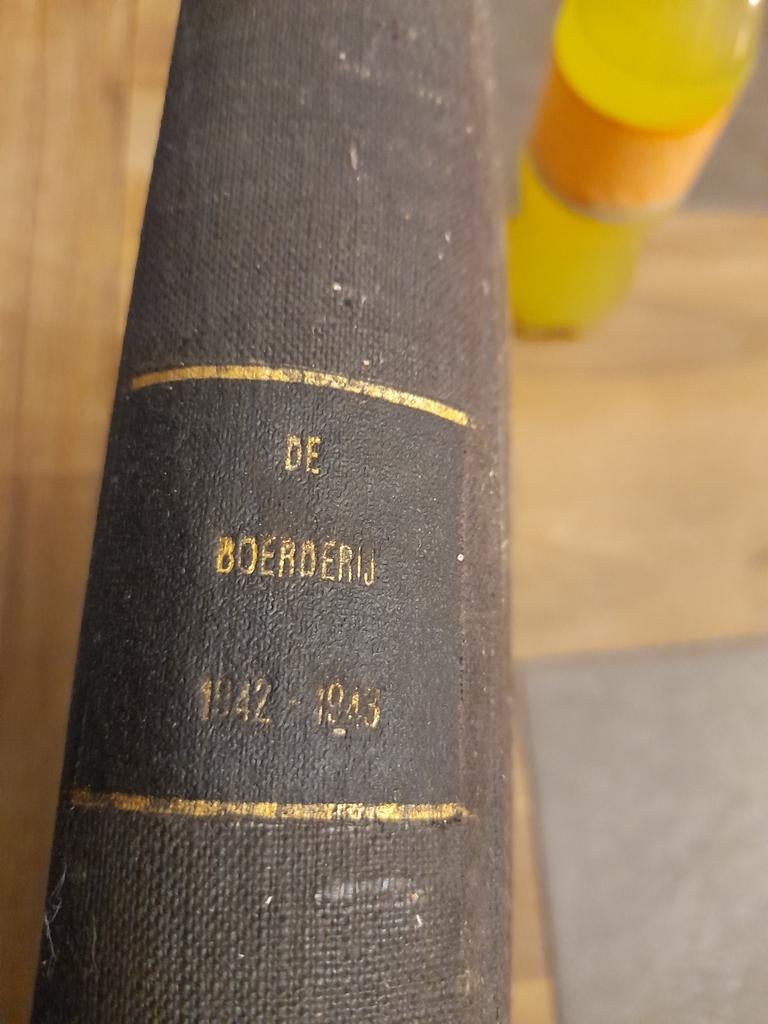 DE
BOERDERIJ
1942 - 1943